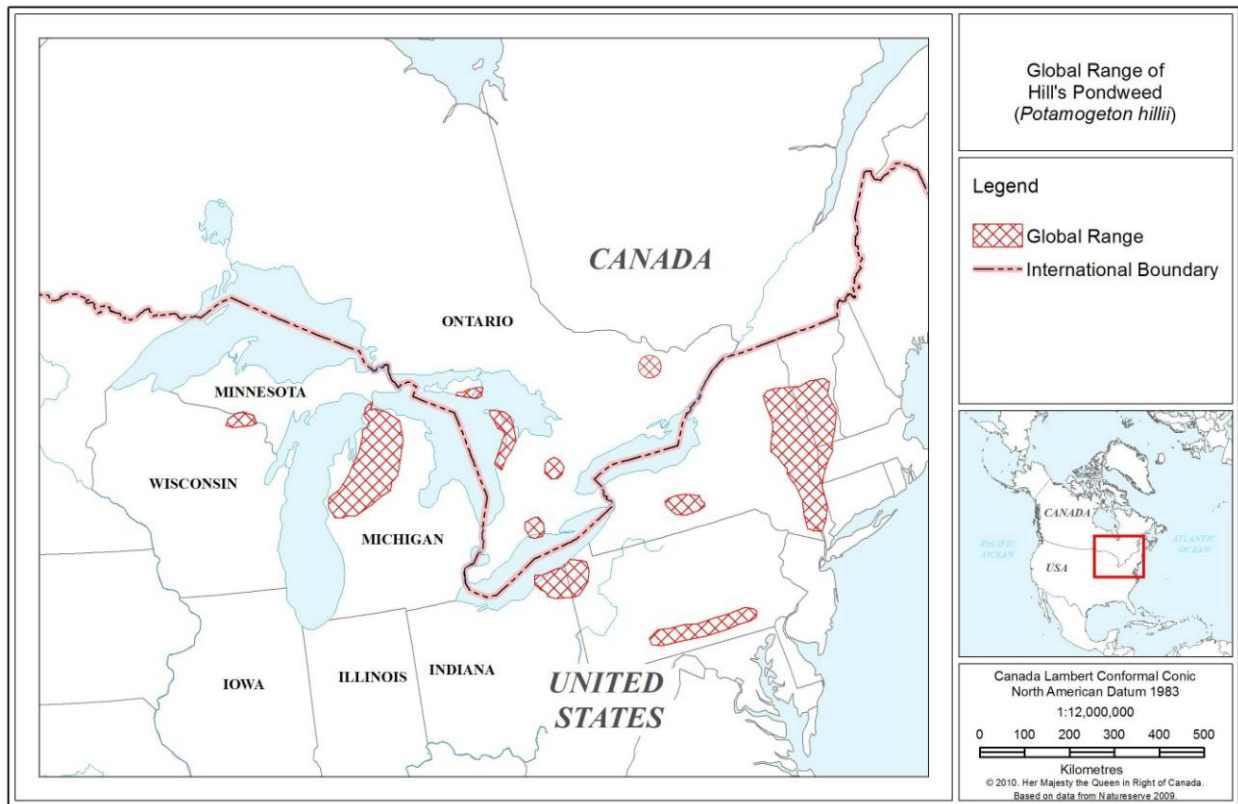 Global Range of
Hill's Pondweed
(Potamogeton hillii)
Legend
Global Range
International Boundary
CANADA
ONTARIO
MINNESOTA
WISCONSIN
MICHIGAN
IOWA
ILLINOIS
INDIANA
UNITED
STATES
CANADA
USA
PACIFIC
OCEAN
ATLANTIC
OCEAN
Canada Lambert Conformal Conic
North American Datum 1983
1:12,000,000
0 100 200 300 400 500
Kilometres
© 2010. Her Majesty the Queen in Right of Canada.
Based on data from Natureserve 2009.